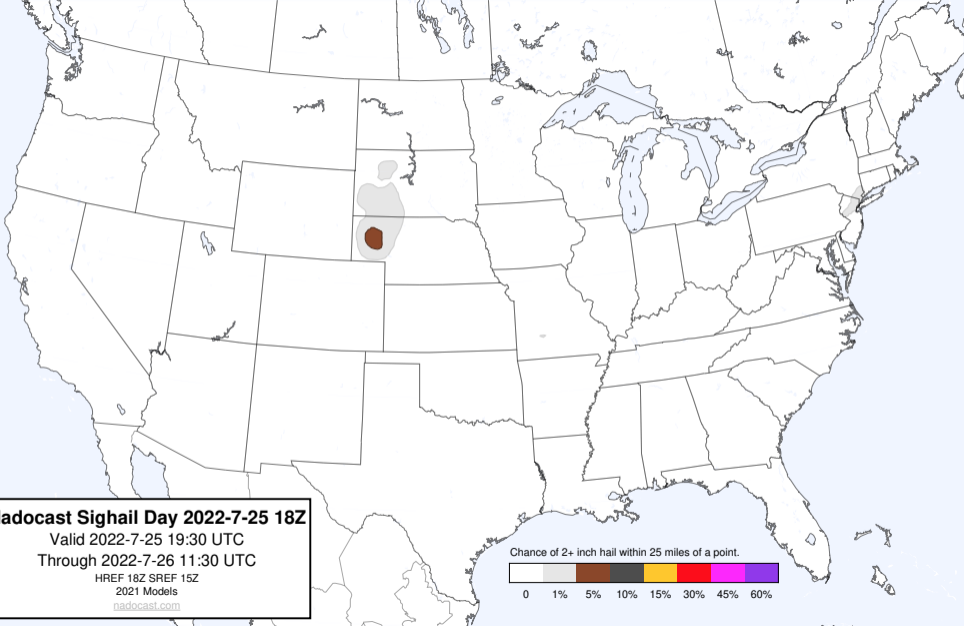 adocast Sighail Day 2022-7-25 18Z
Valid 2022-7-25 19:30 UTC
Through 2022-7-26 11:30 UTC
HREF 18Z SREF 15Z
2021 Models
nadocast.com
Chance of 2+ inch hail within 25 miles of a point.
0 1% 5% 10% 15% 30% 45% 60%